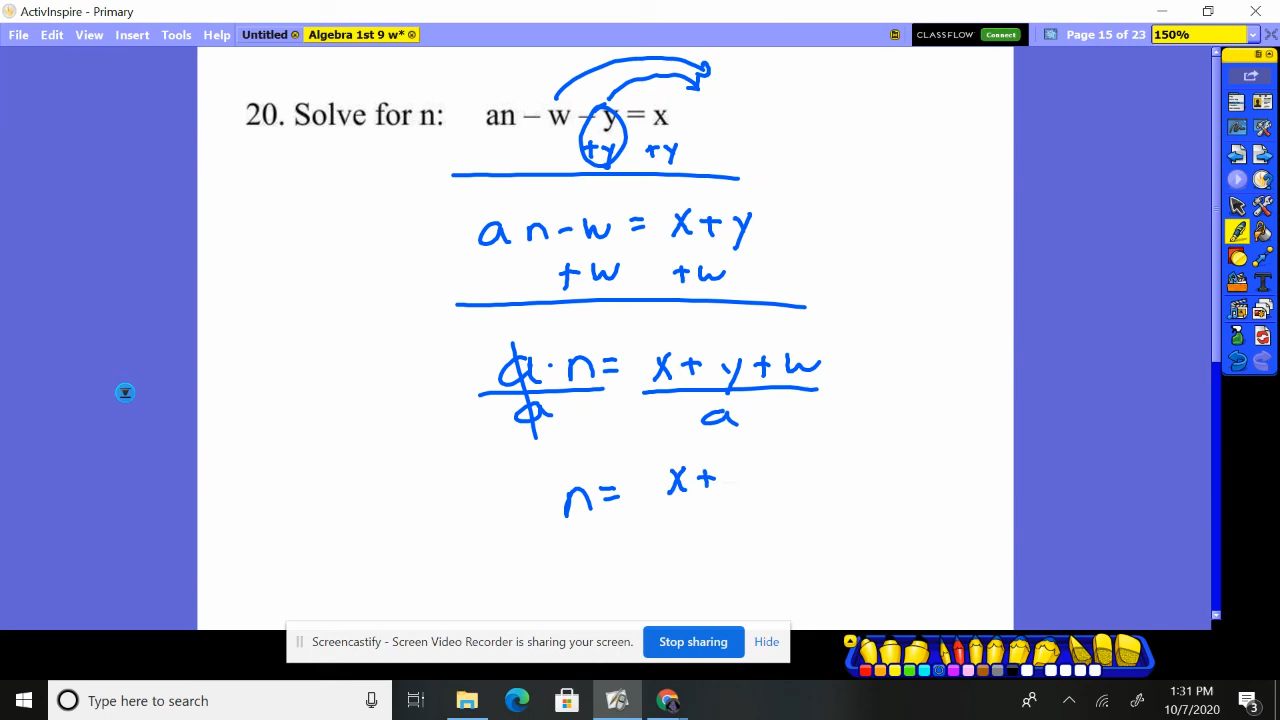 ActivInspire - Primary
File Edit View Insert Tools Help Untitled Algebra 1st 9 w* CLASSFLOW Connect Page 15 of 23 150%
20. Solve for n: an – w – y = x
+y +y
an - w = x + y
+w +w
a · n = x + y + w
a a
n = x +
Screencastify - Screen Video Recorder is sharing your screen. Stop sharing Hide
Type here to search
1:31 PM
10/7/2020
3